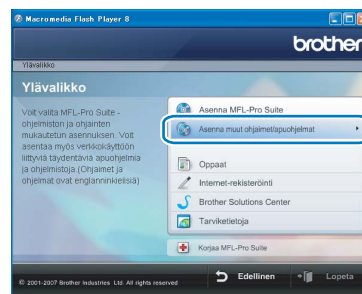 Macromedia Flash Player 8
brother
Ylävalikko
Ylävalikko
Voit valita MFL-Pro Suite -
ohjelmiston ja ohjainten
mukautetun asennuksen. Voit
asentaa myös verkkokäyttöön
liittyviä täydentäviä apuohjelmia
ja ohjelmistoja.(Ohjaimet ja
ohjelmat ovat englanninkielisiä)
Asenna MFL-Pro Suite
Asenna muut ohjaimet/apuohjelmat
Oppaat
Internet-rekisteröinti
Brother Solutions Center
Tarviketietoja
Korjaa MFL-Pro Suite
© 2001-2007 Brother Industries Ltd. All rights reserved
Edellinen
Lopeta